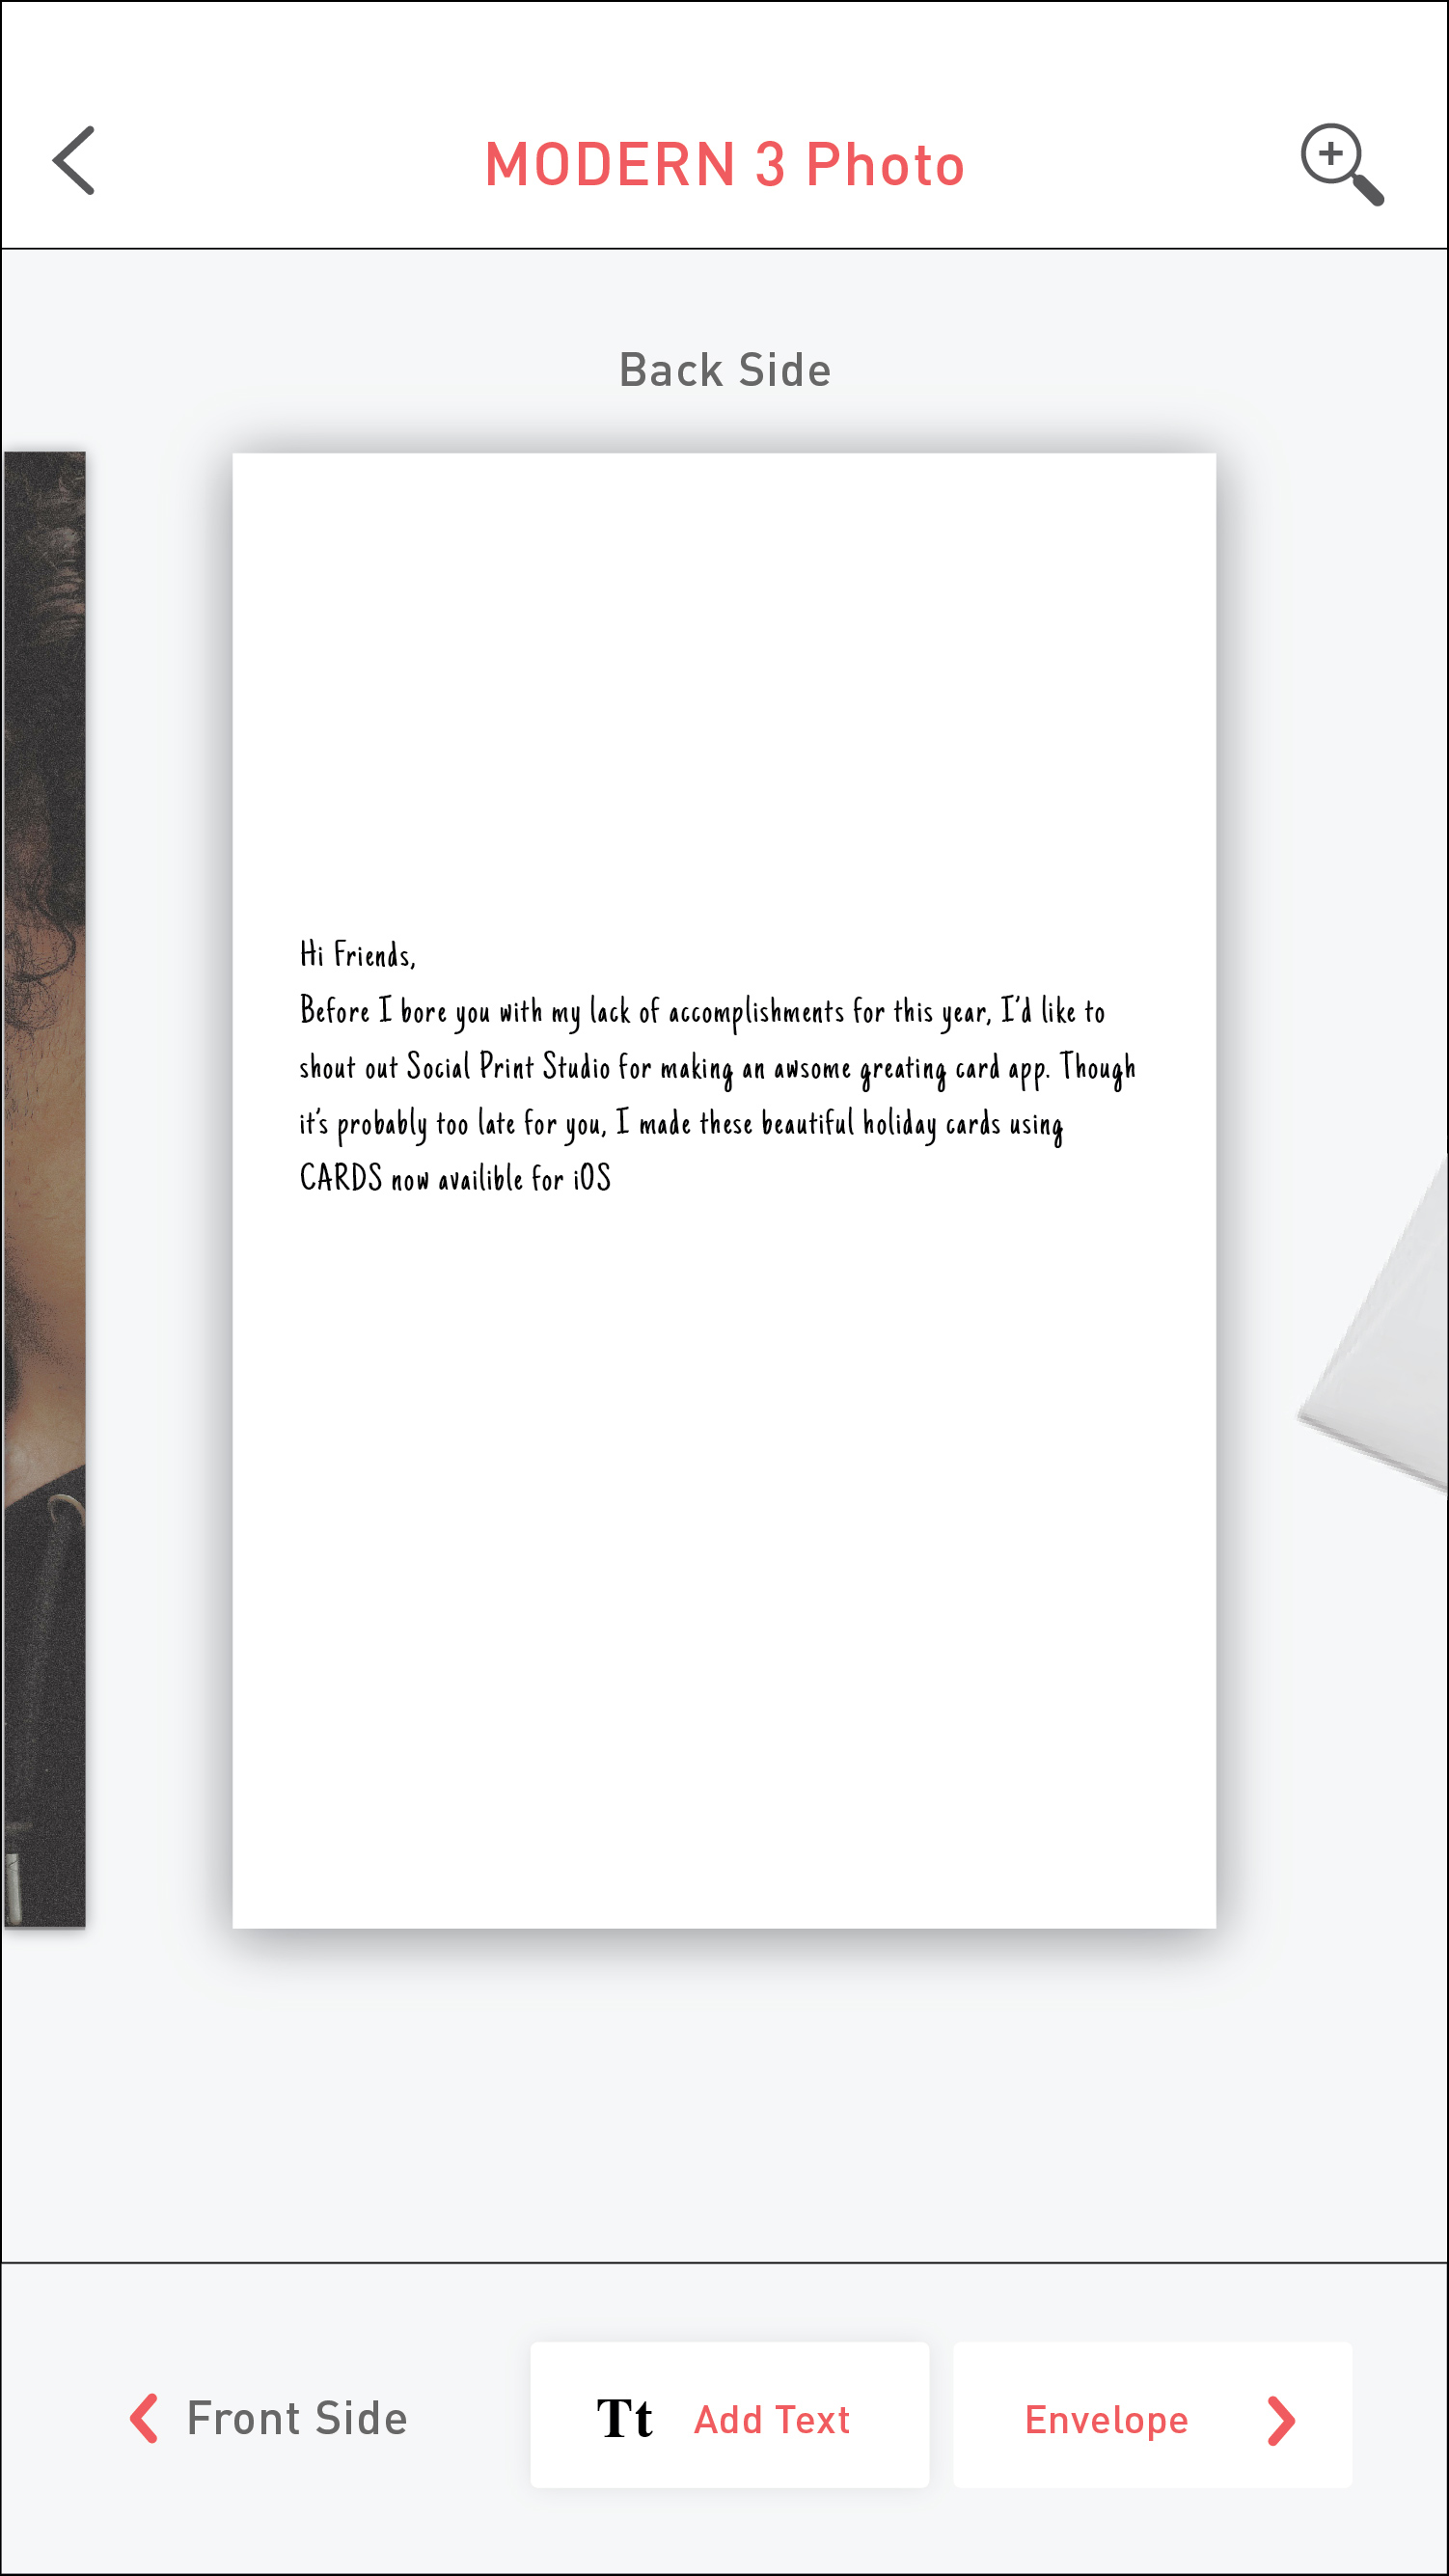 MODERN 3 Photo
Back Side
Hi Friends,
Before I bore you with my lack of accomplishments for this year, I'd like to
shout out Social Print Studio for making an awsome greating card app. Though
it's probably too late for you, I made these beautiful holiday cards using
CARDS now availible for iOS
Front Side
Tt Add Text
Envelope